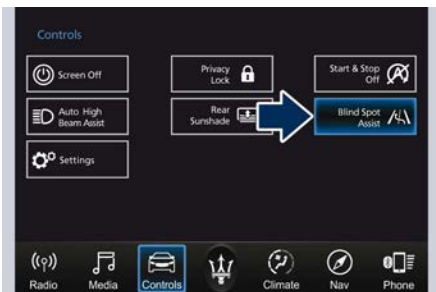 Controls
Screen Off
Privacy
Lock
Start & Stop
Off
Auto High
Beam Assist
Rear
Sunshade
Blind Spot
Assist
Settings
Radio
Media
Controls
Climate
Nav
Phone